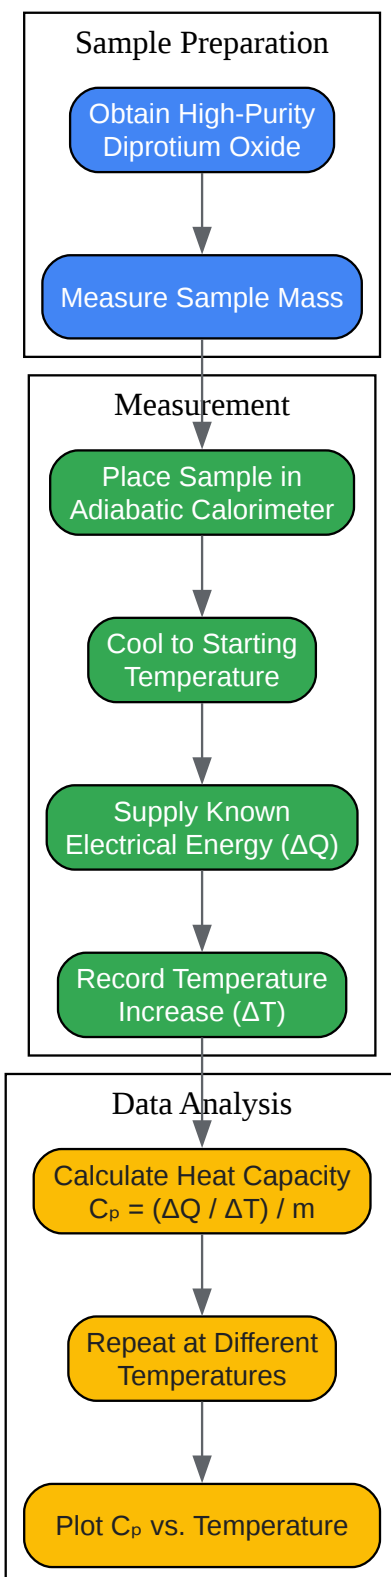 Sample Preparation
Obtain High-Purity
Diprotium Oxide
Measure Sample Mass
Measurement
Place Sample in
Adiabatic Calorimeter
Cool to Starting
Temperature
Supply Known
Electrical Energy (ΔQ)
Record Temperature
Increase (ΔT)
Data Analysis
Calculate Heat Capacity
Cₚ = (ΔQ / ΔT) / m
Repeat at Different
Temperatures
Plot Cₚ vs. Temperature